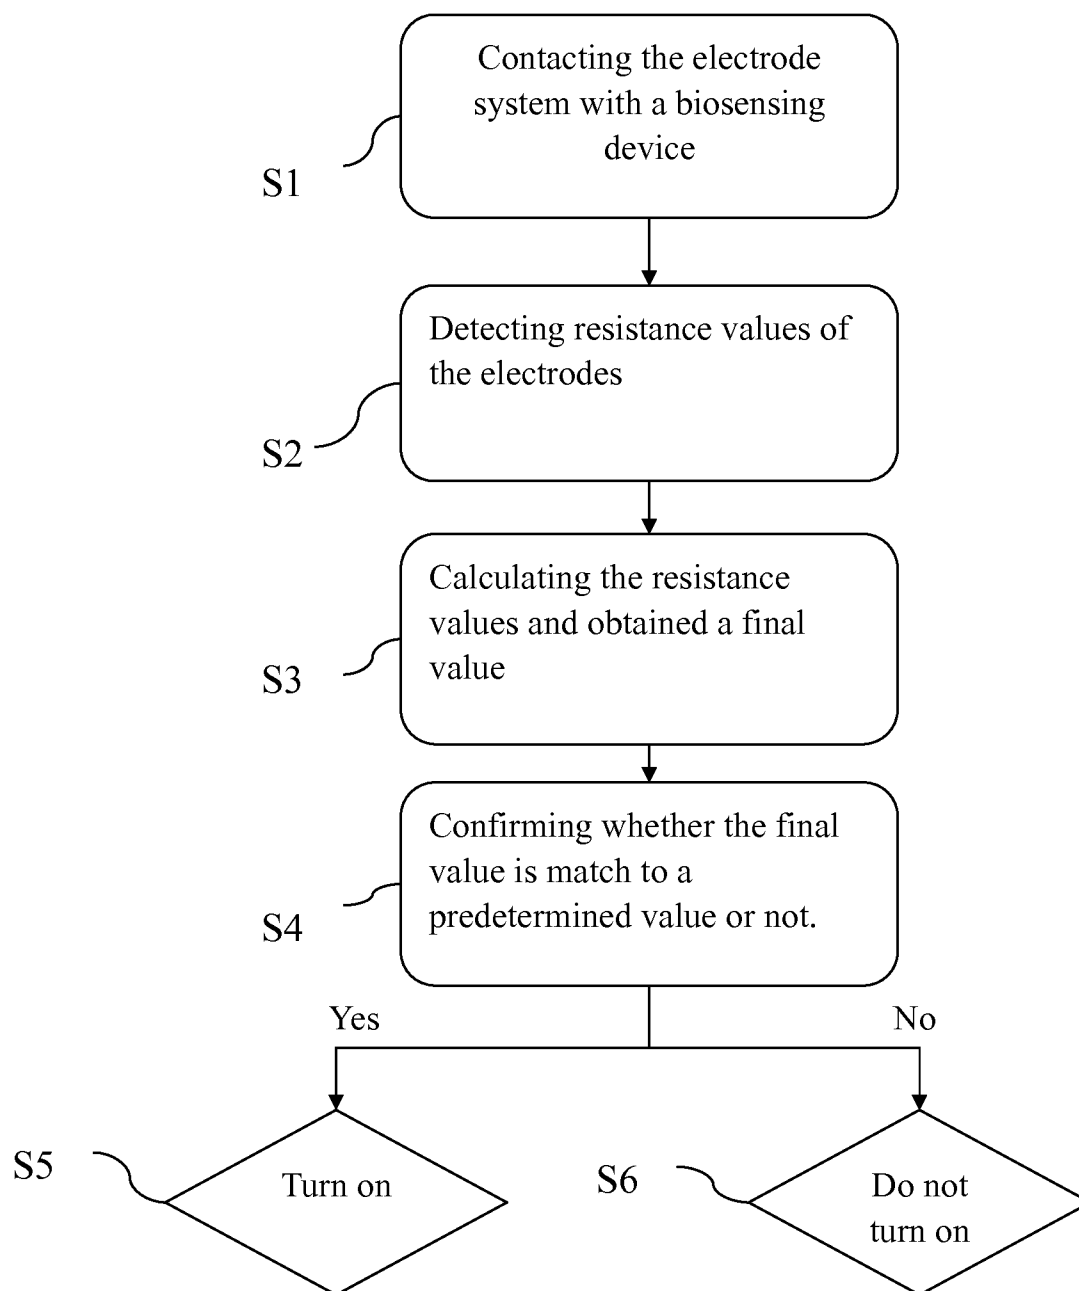 Contacting the electrode
system with a biosensing
device
S1
Detecting resistance values of
the electrodes
S2
Calculating the resistance
values and obtained a final
value
S3
Confirming whether the final
value is match to a
predetermined value or not.
S4
Yes
No
S5
Turn on
S6
Do not
turn on